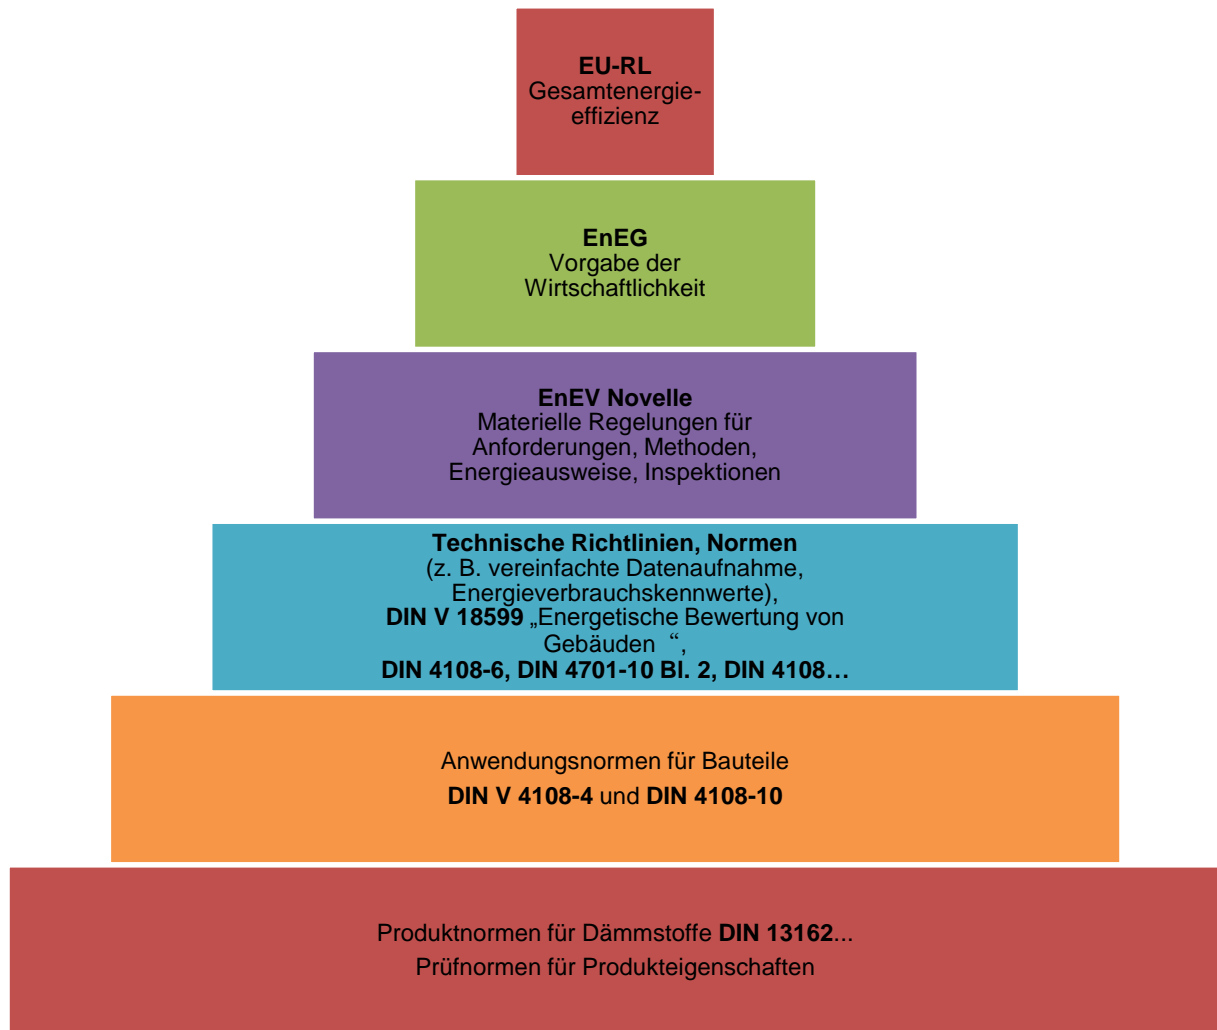 EU-RL
Gesamtenergie-
effizienz
EnEG
Vorgabe der
Wirtschaftlichkeit
EnEV Novelle
Materielle Regelungen für
Anforderungen, Methoden,
Energieausweise, Inspektionen
Technische Richtlinien, Normen
(z. B. vereinfachte Datenaufnahme,
Energieverbrauchskennwerte),
DIN V 18599 „Energetische Bewertung von
Gebäuden “,
DIN 4108-6, DIN 4701-10 Bl. 2, DIN 4108…
Anwendungsnormen für Bauteile
DIN V 4108-4 und DIN 4108-10
Produktnormen für Dämmstoffe DIN 13162...
Prüfnormen für Produkteigenschaften